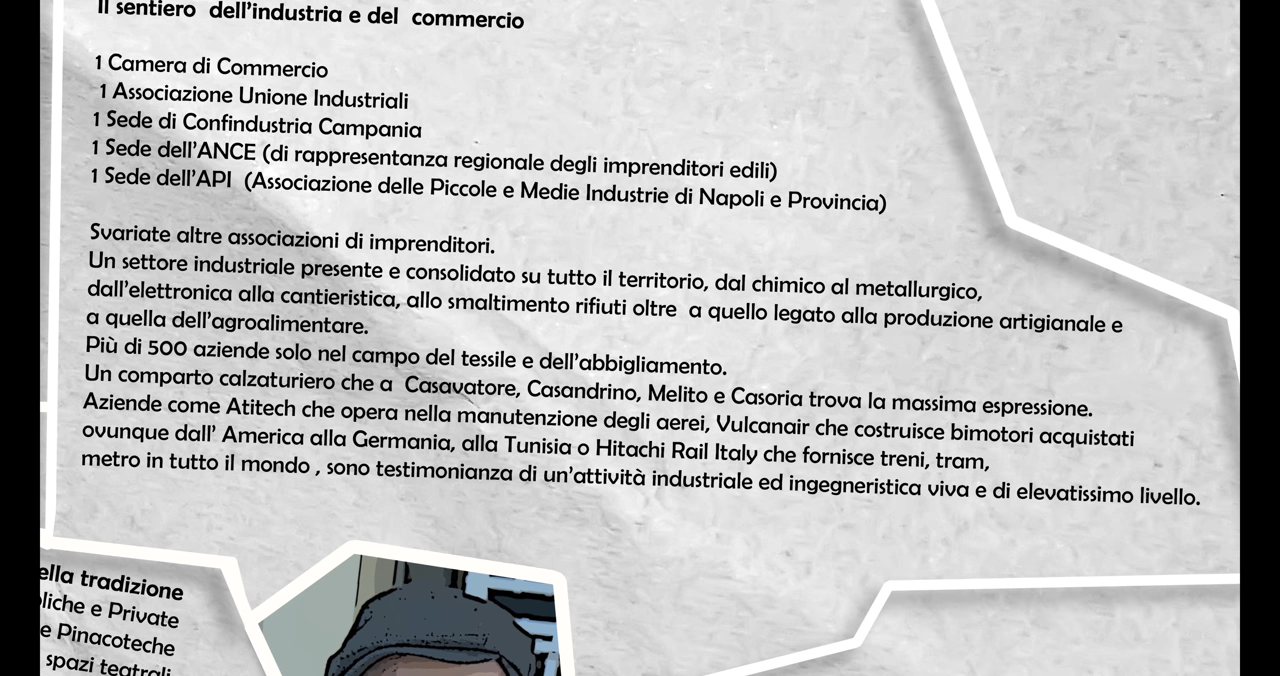 Il sentiero dell'industria e del commercio
1 Camera di Commercio
1 Associazione Unione Industriali
1 Sede di Confindustria Campania
1 Sede dell'ANCE (di rappresentanza regionale degli imprenditori edili)
1 Sede dell'API (Associazione delle Piccole e Medie Industrie di Napoli e Provincia)
Svariate altre associazioni di imprenditori.
Un settore industriale presente e consolidato su tutto il territorio, dal chimico al metallurgico,
dall'elettronica alla cantieristica, allo smaltimento rifiuti oltre a quello legato alla produzione artigianale e
a quella dell'agroalimentare.
Più di 500 aziende solo nel campo del tessile e dell'abbigliamento.
Un comparto calzaturiero che a Casavatore, Casandrino, Melito e Casoria trova la massima espressione.
Aziende come Atitech che opera nella manutenzione degli aerei, Vulcanair che costruisce bimotori acquistati
ovunque dall' America alla Germania, alla Tunisia o Hitachi Rail Italy che fornisce treni, tram,
metro in tutto il mondo , sono testimonianza di un'attività industriale ed ingegneristica viva e di elevatissimo livello.
tradizione
e Private
e Pinacoteche
spazi teatrali